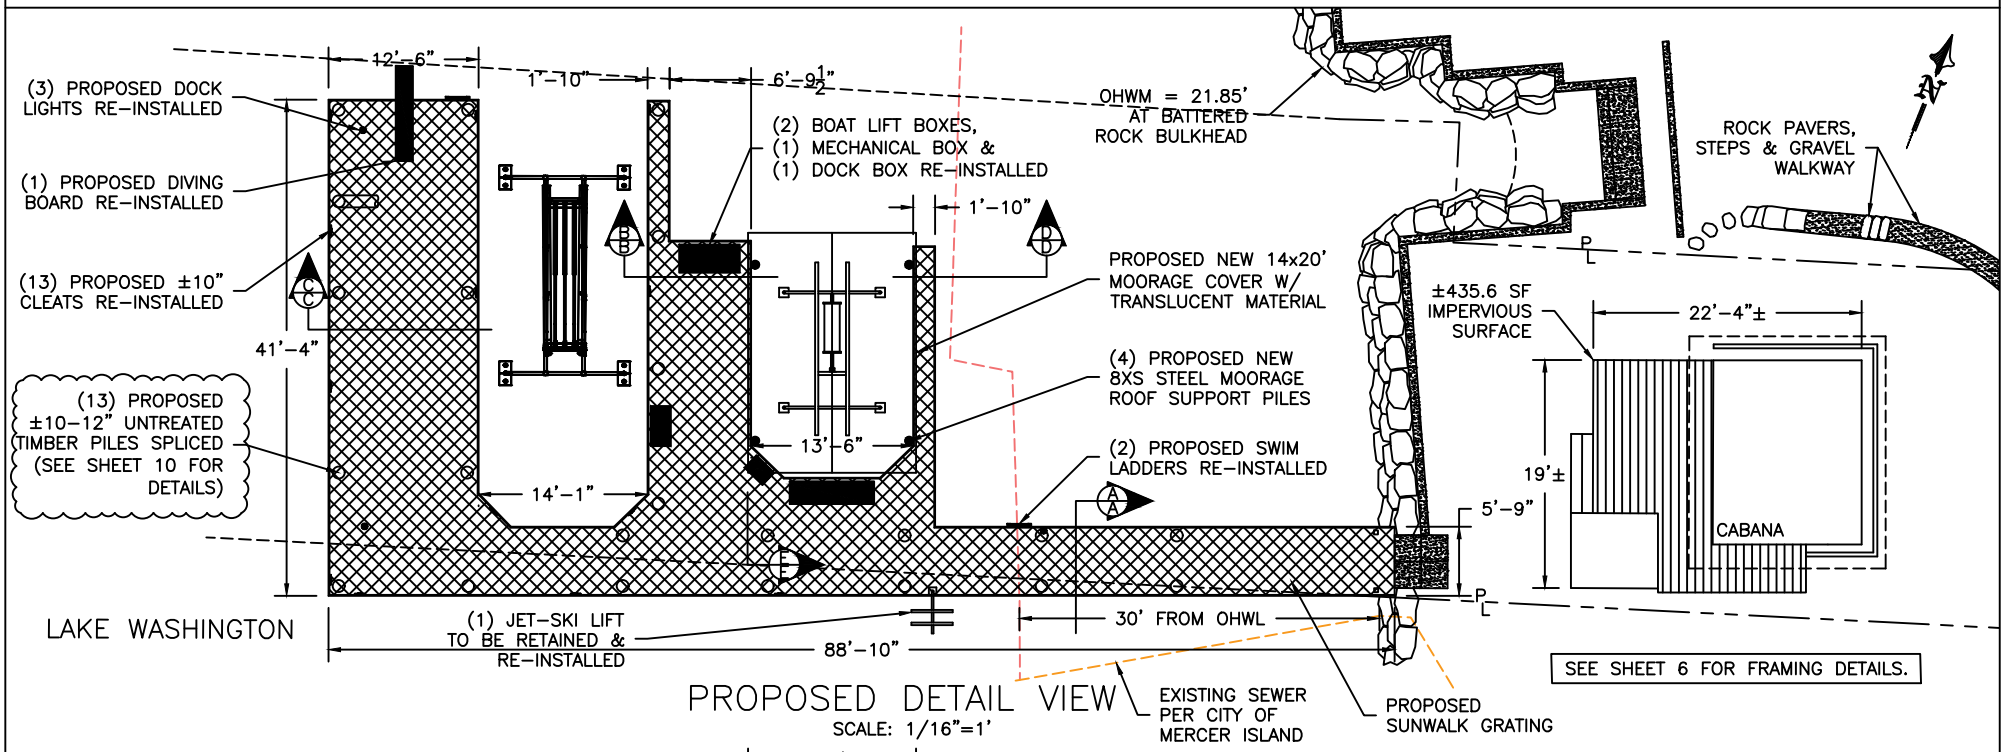 12'-6"
1'-10"
6'-9 1/2"
(3) PROPOSED DOCK
LIGHTS RE-INSTALLED
(1) PROPOSED DIVING
BOARD RE-INSTALLED
(13) PROPOSED ±10"
CLEATS RE-INSTALLED
C
C
41'-4"
(13) PROPOSED
±10-12" UNTREATED
TIMBER PILES SPLICED
(SEE SHEET 10 FOR
DETAILS)
LAKE WASHINGTON
14'-1"
B
B
(2) BOAT LIFT BOXES,
(1) MECHANICAL BOX &
(1) DOCK BOX RE-INSTALLED
1'-10"
D
D
13'-6"
E
E
OHWM = 21.85'
AT BATTERED
ROCK BULKHEAD
PROPOSED NEW 14x20'
MOORAGE COVER W/
TRANSLUCENT MATERIAL
(4) PROPOSED NEW
8XS STEEL MOORAGE
ROOF SUPPORT PILES
(2) PROPOSED SWIM
LADDERS RE-INSTALLED
A
A
N
ROCK PAVERS,
STEPS & GRAVEL
WALKWAY
P
L
±435.6 SF
IMPERVIOUS
SURFACE
22'-4"±
19'±
5'-9"
CABANA
P
L
(1) JET-SKI LIFT
TO BE RETAINED &
RE-INSTALLED
30' FROM OHWL
88'-10"
SEE SHEET 6 FOR FRAMING DETAILS.
PROPOSED DETAIL VIEW
SCALE: 1/16"=1'
EXISTING SEWER
PER CITY OF
MERCER ISLAND
PROPOSED
SUNWALK GRATING